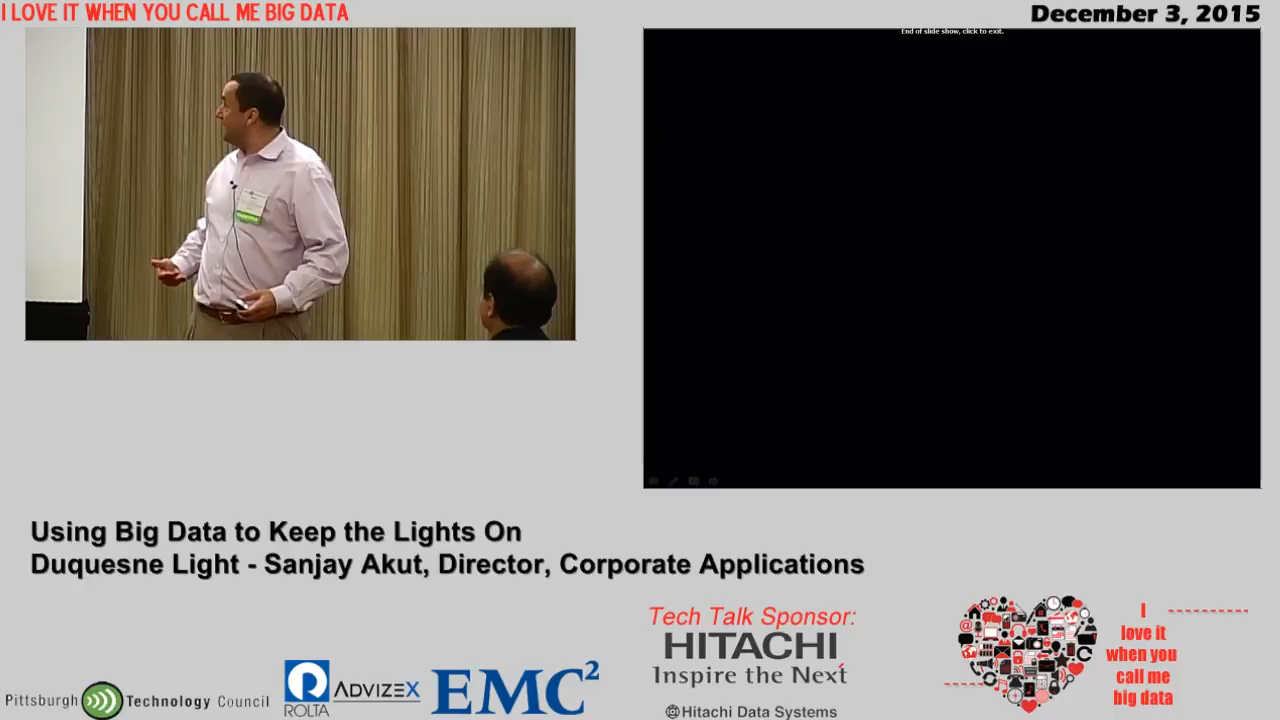 I LOVE IT WHEN YOU CALL ME BIG DATA
December 3, 2015
End of slide show, click to exit.
Using Big Data to Keep the Lights On
Duquesne Light - Sanjay Akut, Director, Corporate Applications
Tech Talk Sponsor:
HITACHI
Inspire the Next
Hitachi Data Systems
Pittsburgh Technology Council
ROLTA
ADVIZEX
EMC²
I
love it
when you
call me
big data